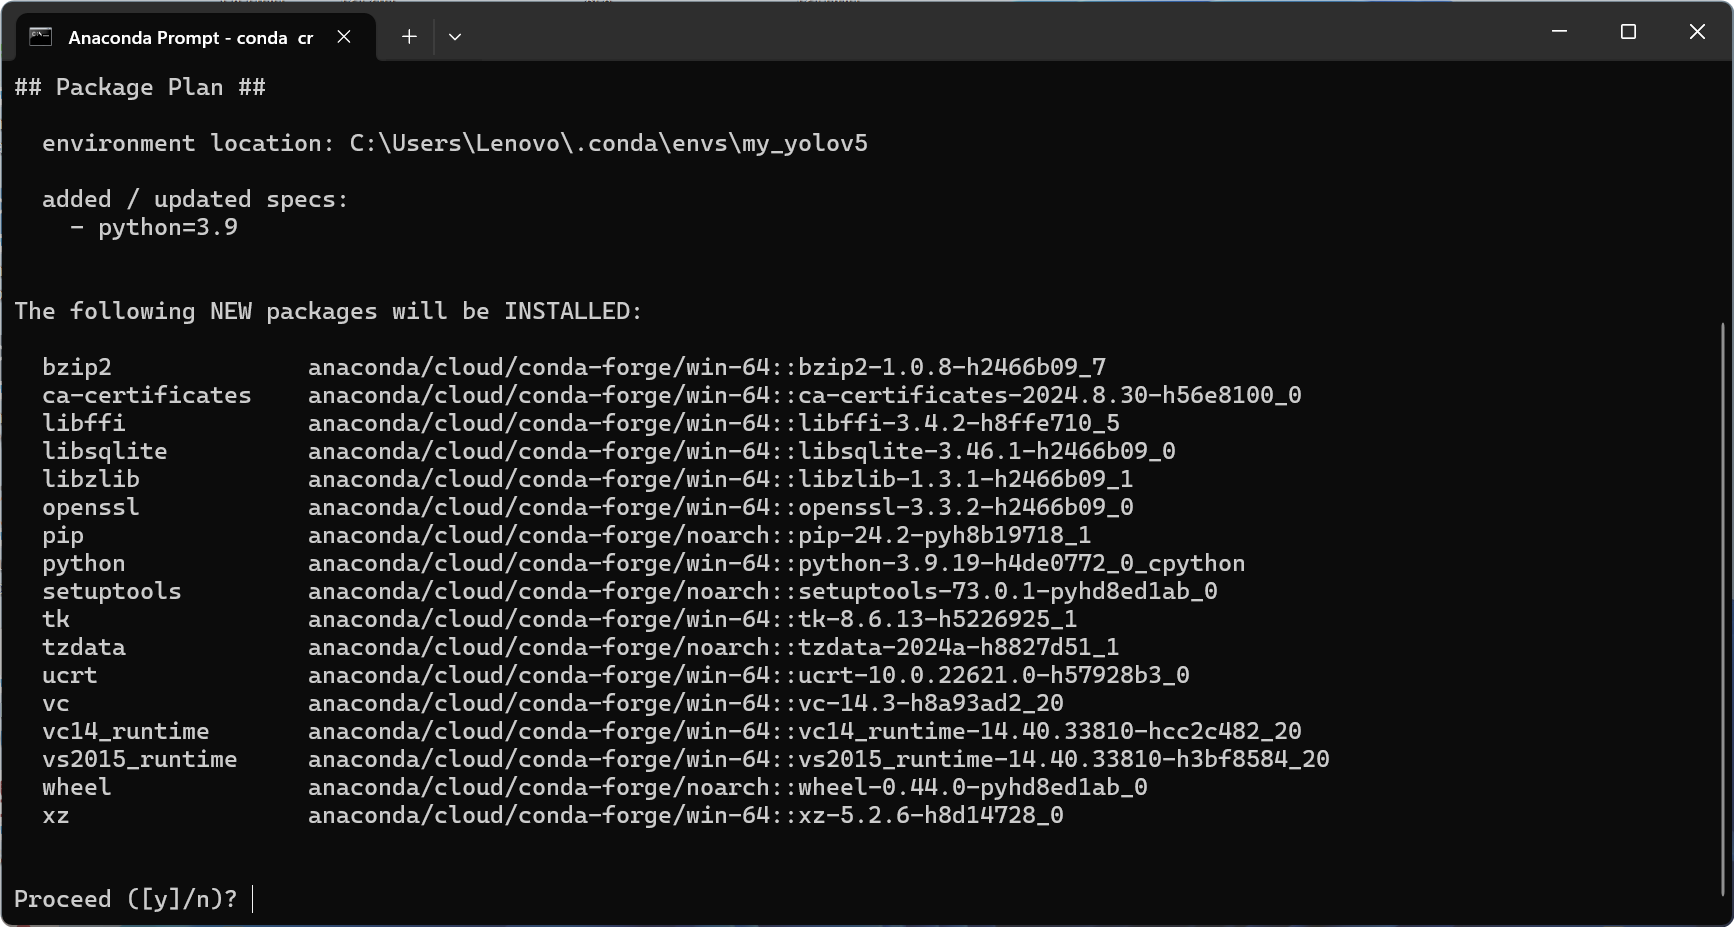 Anaconda Prompt - conda  cr
## Package Plan ##
environment location: C:\Users\Lenovo\.conda\envs\my_yolov5
added / updated specs:
- python=3.9
The following NEW packages will be INSTALLED:
bzip2              anaconda/cloud/conda-forge/win-64::bzip2-1.0.8-h2466b09_7
ca-certificates    anaconda/cloud/conda-forge/win-64::ca-certificates-2024.8.30-h56e8100_0
libffi             anaconda/cloud/conda-forge/win-64::libffi-3.4.2-h8ffe710_5
libsqlite          anaconda/cloud/conda-forge/win-64::libsqlite-3.46.1-h2466b09_0
libzlib            anaconda/cloud/conda-forge/win-64::libzlib-1.3.1-h2466b09_1
openssl            anaconda/cloud/conda-forge/win-64::openssl-3.3.2-h2466b09_0
pip                anaconda/cloud/conda-forge/noarch::pip-24.2-pyh8b19718_1
python             anaconda/cloud/conda-forge/win-64::python-3.9.19-h4de0772_0_cpython
setuptools         anaconda/cloud/conda-forge/noarch::setuptools-73.0.1-pyhd8ed1ab_0
tk                 anaconda/cloud/conda-forge/win-64::tk-8.6.13-h5226925_1
tzdata             anaconda/cloud/conda-forge/noarch::tzdata-2024a-h8827d51_1
ucrt               anaconda/cloud/conda-forge/win-64::ucrt-10.0.22621.0-h57928b3_0
vc                 anaconda/cloud/conda-forge/win-64::vc-14.3-h8a93ad2_20
vc14_runtime       anaconda/cloud/conda-forge/win-64::vc14_runtime-14.40.33810-hcc2c482_20
vs2015_runtime     anaconda/cloud/conda-forge/win-64::vs2015_runtime-14.40.33810-h3bf8584_20
wheel              anaconda/cloud/conda-forge/noarch::wheel-0.44.0-pyhd8ed1ab_0
xz                 anaconda/cloud/conda-forge/win-64::xz-5.2.6-h8d14728_0
Proceed ([y]/n)?